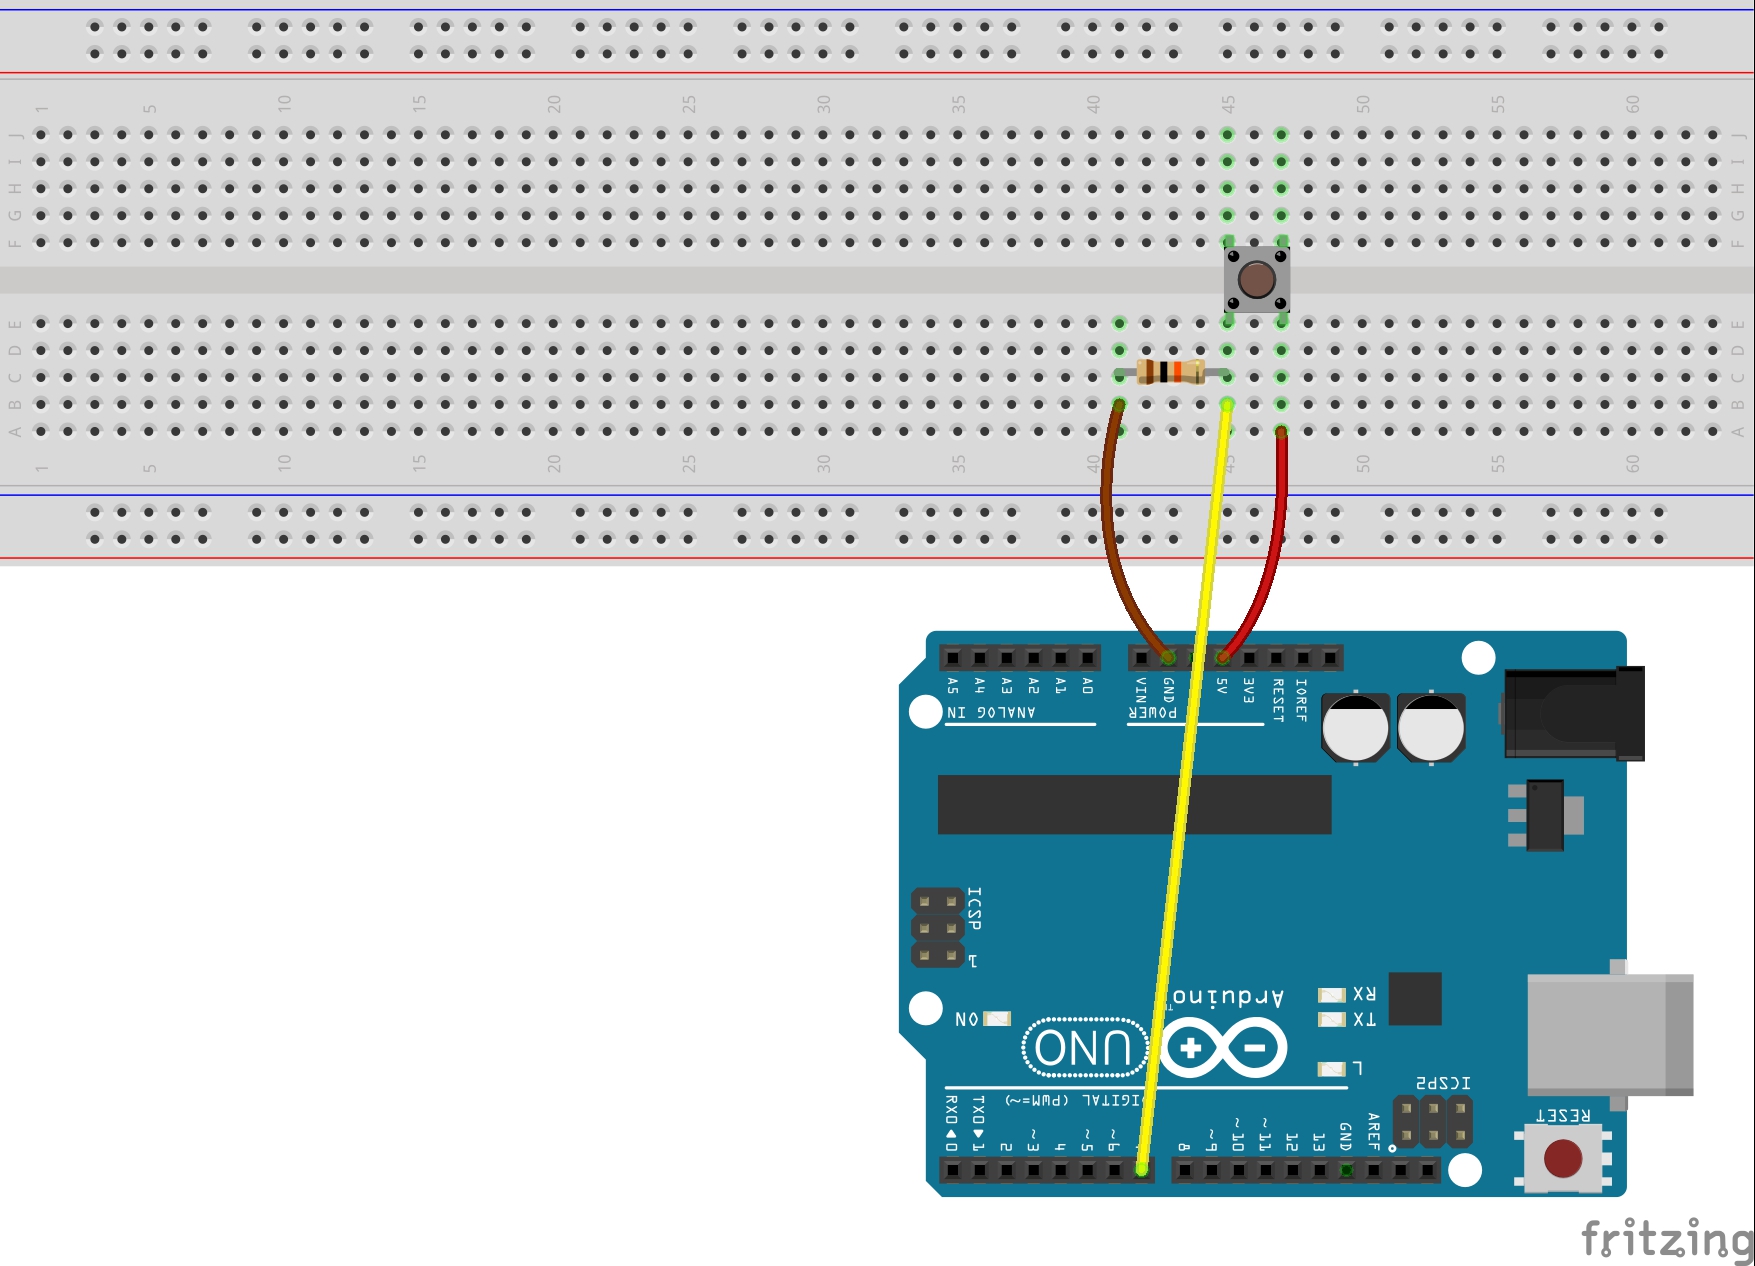 1 5 10 15 20 25 30 35 40 45 50 55 60
J J
I I
H H
G G
F F
E E
D D
C C
B B
A A
1 5 10 15 20 25 30 35 40 45 50 55 60
A5 A4 A3 A2 A1 A0 VIN GND 5V 3V3 RESET IOREF
ANALOG IN POWER
ICSP
1
Arduino
TM
RX
TX
ON
UNO
L
ICSP2
DIGITAL (PWM=~)
RESET
RX0 ◀ 0 TX0 ▶ 1 2 ~3 4 ~5 ~6 8 ~9 ~10 ~11 12 13 GND AREF
fritzing